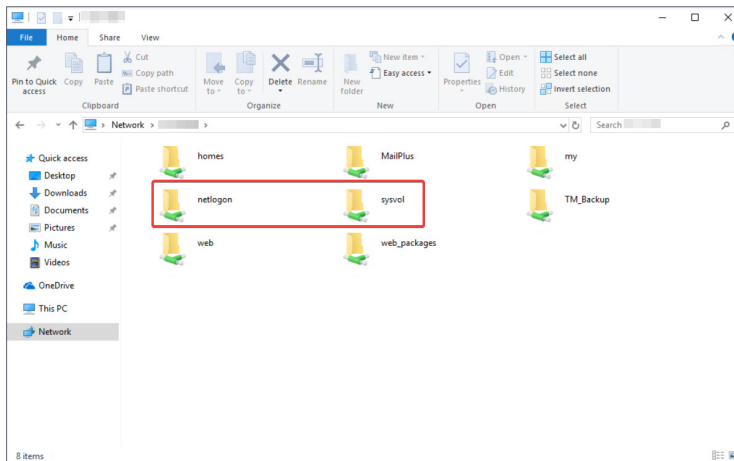 File Home Share View
Pin to Quick access
Copy
Paste
Cut
Copy path
Paste shortcut
Clipboard
Move to
Copy to
Delete
Rename
Organize
New folder
New item
Easy access
New
Properties
Open
Edit
History
Open
Select all
Select none
Invert selection
Select
Network
Search
Quick access
Desktop
Downloads
Documents
Pictures
Music
Videos
OneDrive
This PC
Network
homes MailPlus my
netlogon sysvol TM_Backup
web web_packages
8 items